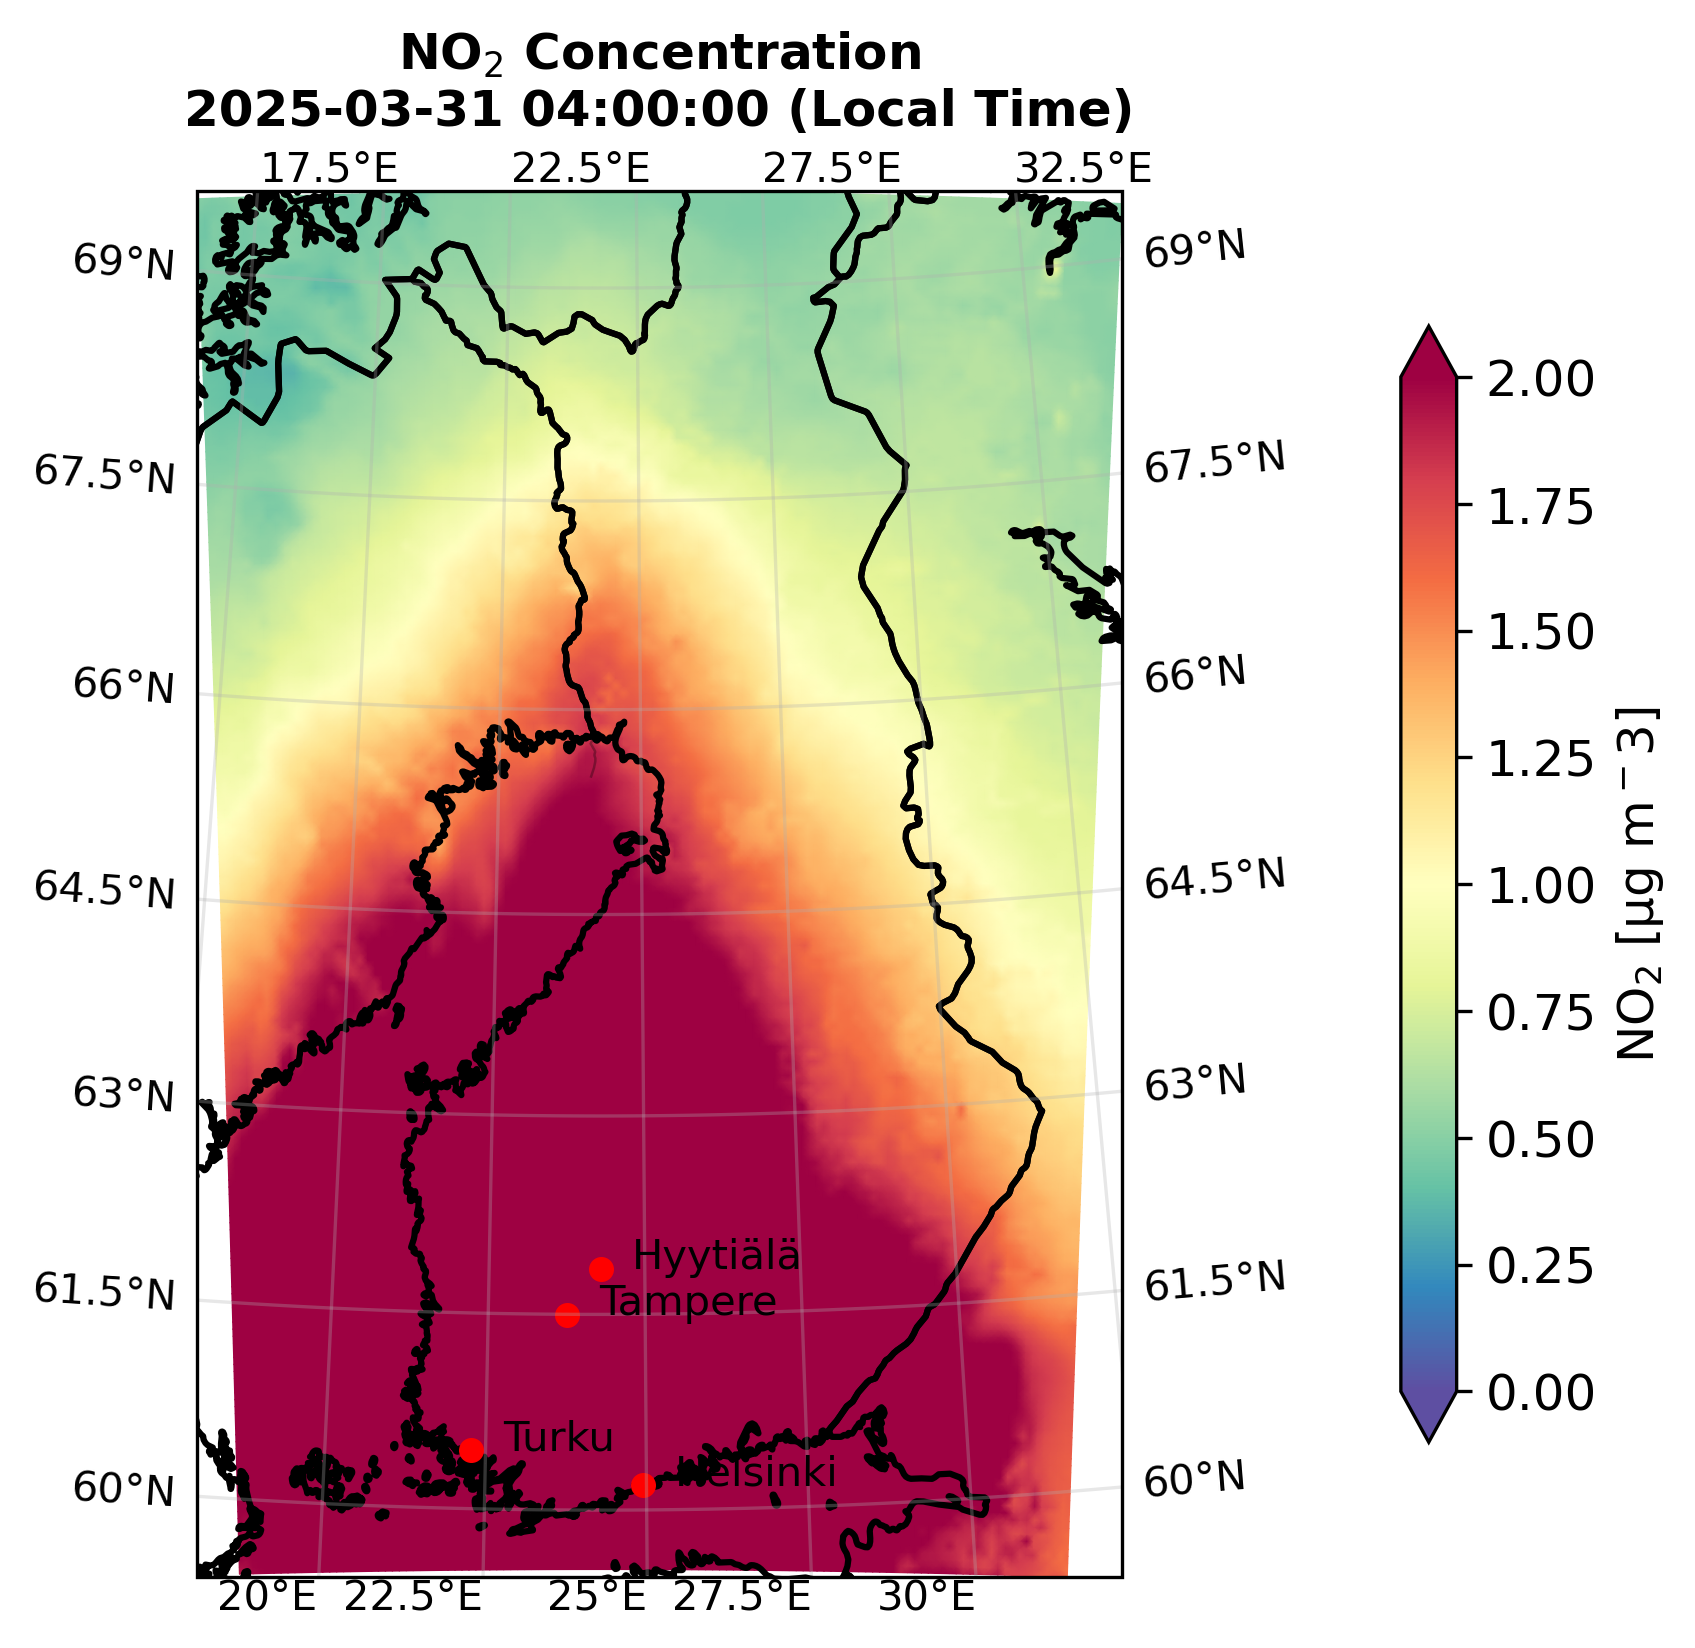 NO₂ Concentration
2025-03-31 04:00:00 (Local Time)
17.5°E 22.5°E 27.5°E 32.5°E
69°N 69°N
67.5°N 67.5°N
66°N 66°N
64.5°N 64.5°N
63°N 63°N
61.5°N 61.5°N
60°N 60°N
Hyytiälä
Tampere
Turku
Helsinki
20°E 22.5°E 25°E 27.5°E 30°E
2.00
1.75
1.50
1.25
1.00
0.75
0.50
0.25
0.00
NO₂ [µg m⁻3]